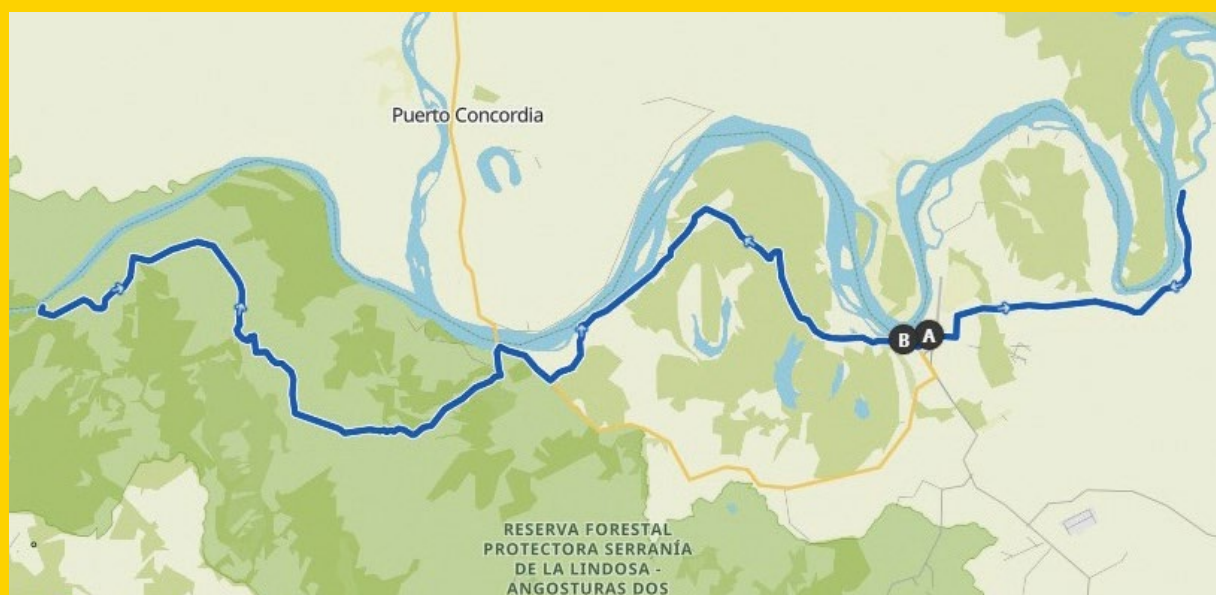 Puerto Concordia
B
A
RESERVA FORESTAL
PROTECTORA SERRANÍA
DE LA LINDOSA -
ANGOSTURAS DOS